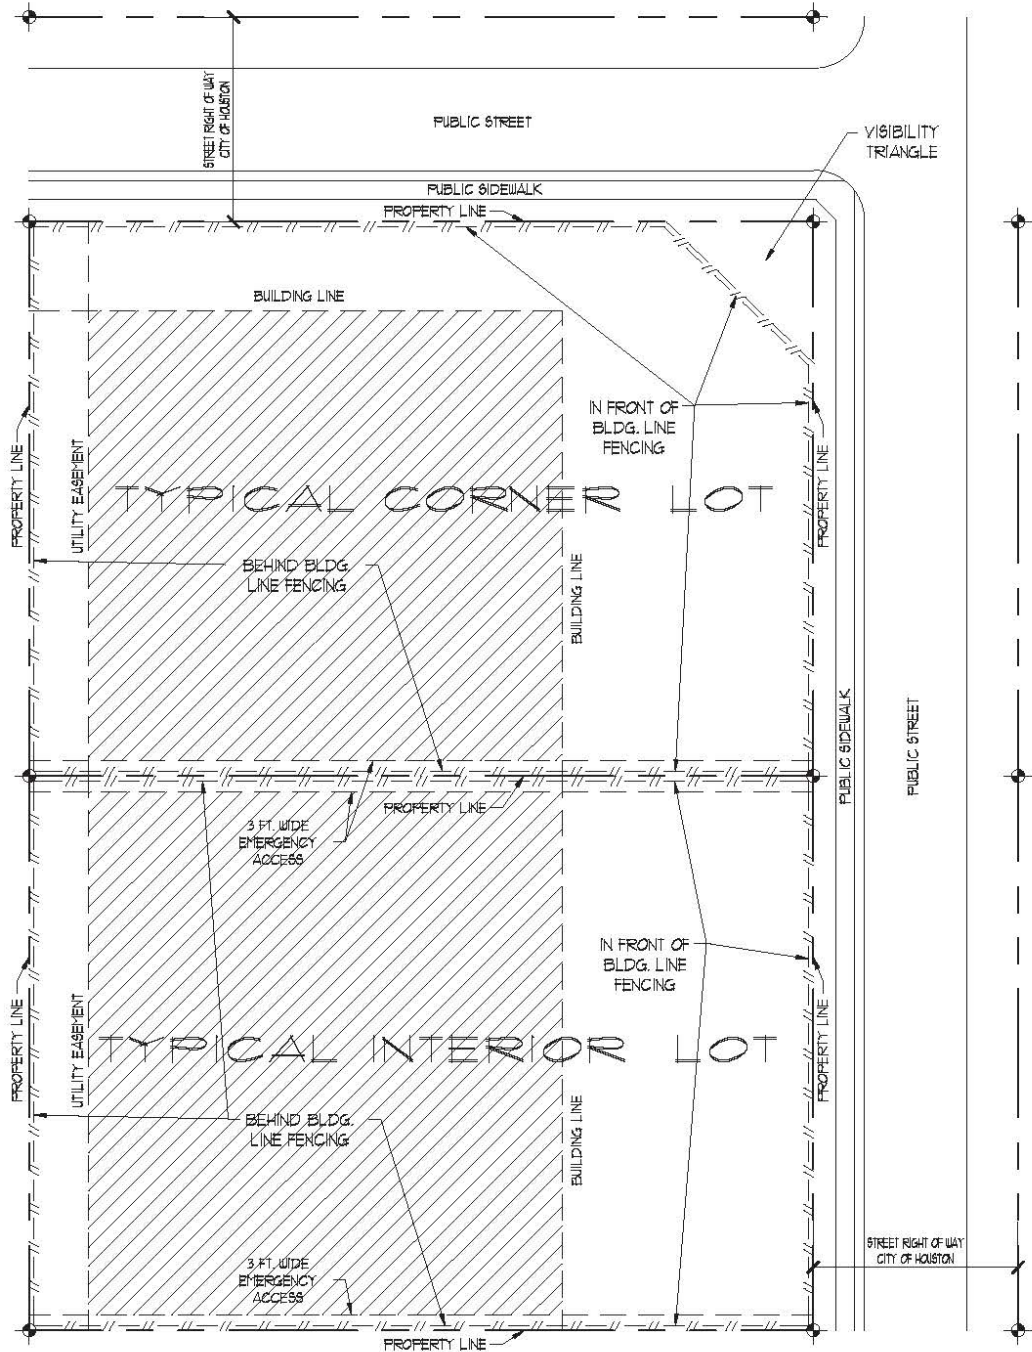 STREET RIGHT OF WAY
CITY OF HOUSTON
PUBLIC STREET
VISIBILITY
TRIANGLE
PUBLIC SIDEWALK
PROPERTY LINE
BUILDING LINE
IN FRONT OF
BLDG. LINE
FENCING
PROPERTY LINE
UTILITY EASEMENT
PROPERTY LINE
TYPICAL CORNER LOT
BEHIND BLDG.
LINE FENCING
BUILDING LINE
PUBLIC SIDEWALK
PUBLIC STREET
PROPERTY LINE
3 FT. WIDE
EMERGENCY
ACCESS
IN FRONT OF
BLDG. LINE
FENCING
PROPERTY LINE
UTILITY EASEMENT
PROPERTY LINE
TYPICAL INTERIOR LOT
BEHIND BLDG.
LINE FENCING
BUILDING LINE
STREET RIGHT OF WAY
CITY OF HOUSTON
3 FT. WIDE
EMERGENCY
ACCESS
PROPERTY LINE